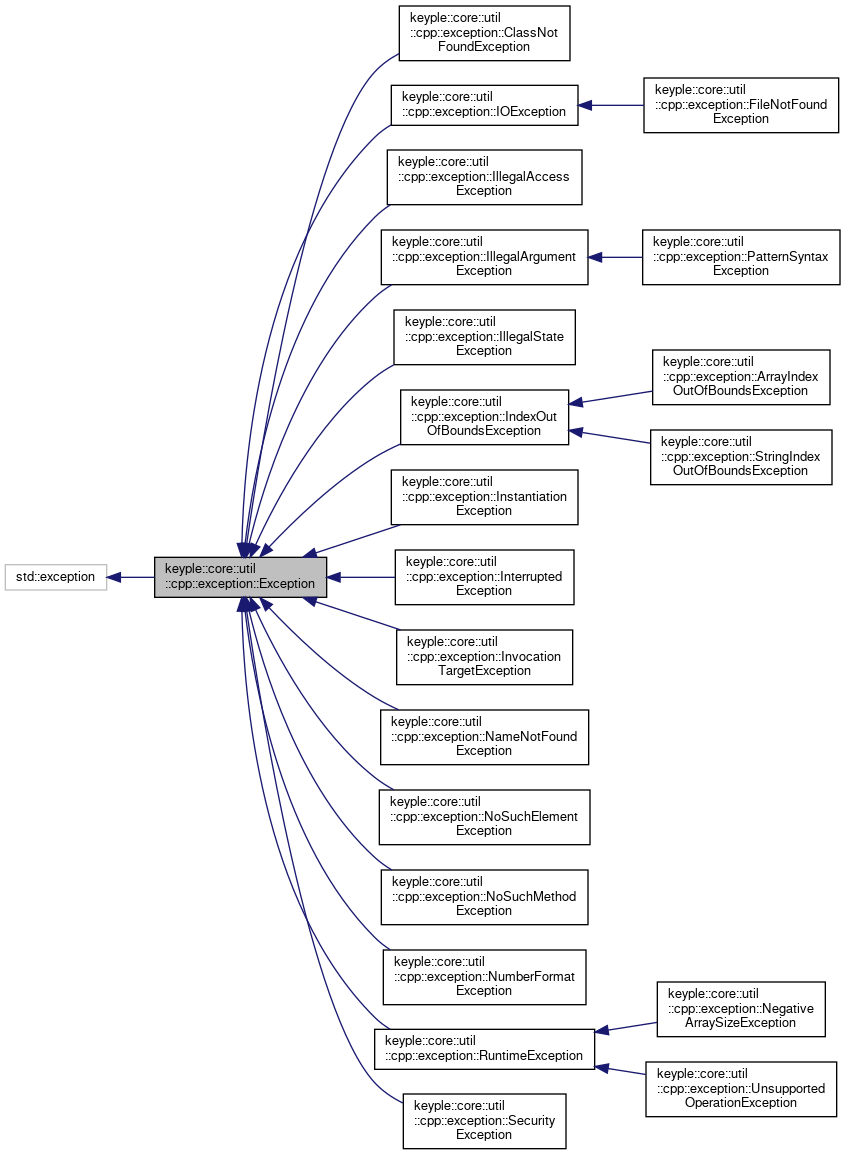 keyple::core::util
::cpp::exception::ClassNot
FoundException
keyple::core::util
::cpp::exception::IOException
keyple::core::util
::cpp::exception::FileNotFound
Exception
keyple::core::util
::cpp::exception::IllegalAccess
Exception
keyple::core::util
::cpp::exception::IllegalArgument
Exception
keyple::core::util
::cpp::exception::PatternSyntax
Exception
keyple::core::util
::cpp::exception::IllegalState
Exception
keyple::core::util
::cpp::exception::IndexOut
OfBoundsException
keyple::core::util
::cpp::exception::ArrayIndex
OutOfBoundsException
keyple::core::util
::cpp::exception::StringIndex
OutOfBoundsException
keyple::core::util
::cpp::exception::Instantiation
Exception
std::exception
keyple::core::util
::cpp::exception::Exception
keyple::core::util
::cpp::exception::Interrupted
Exception
keyple::core::util
::cpp::exception::Invocation
TargetException
keyple::core::util
::cpp::exception::NameNotFound
Exception
keyple::core::util
::cpp::exception::NoSuchElement
Exception
keyple::core::util
::cpp::exception::NoSuchMethod
Exception
keyple::core::util
::cpp::exception::NumberFormat
Exception
keyple::core::util
::cpp::exception::RuntimeException
keyple::core::util
::cpp::exception::Negative
ArraySizeException
keyple::core::util
::cpp::exception::Unsupported
OperationException
keyple::core::util
::cpp::exception::Security
Exception